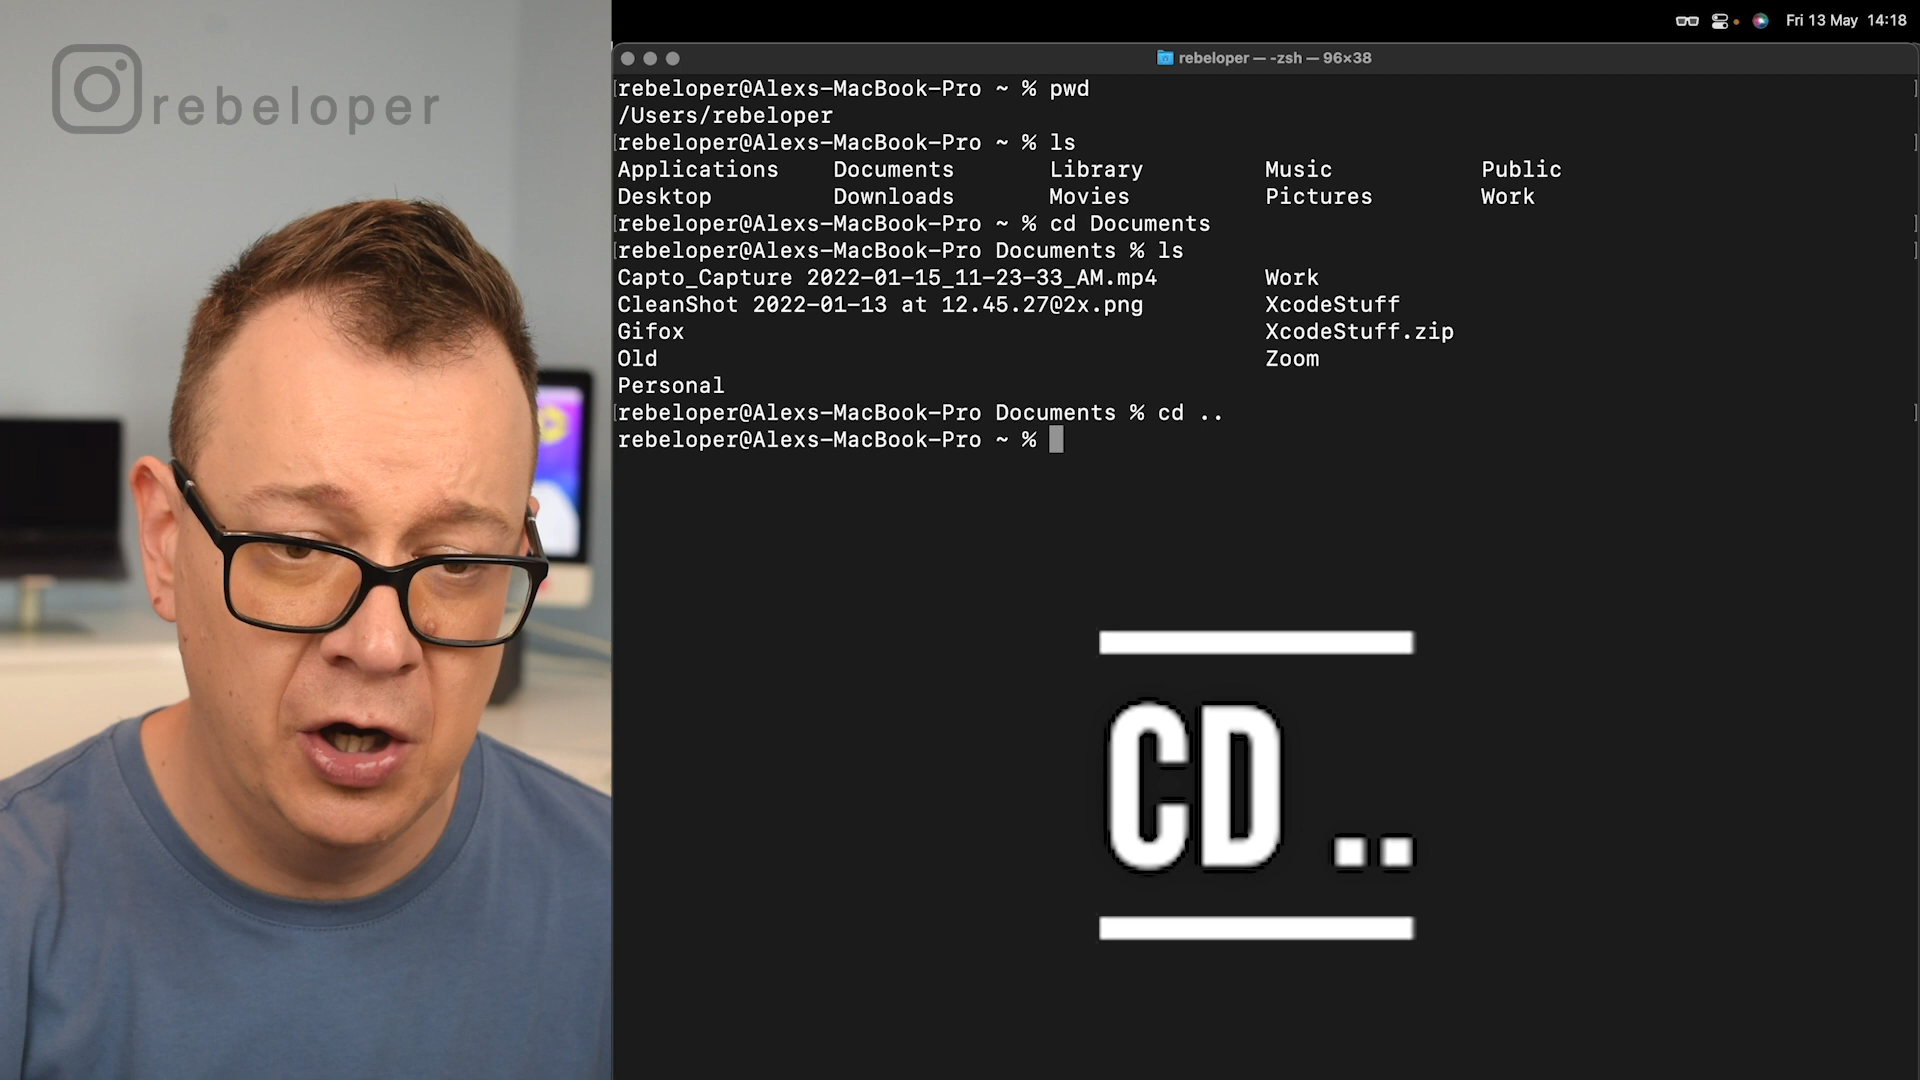 rebeloper
Fri 13 May 14:18
rebeloper — -zsh — 96×38
rebeloper@Alexs-MacBook-Pro ~ % pwd
/Users/rebeloper
rebeloper@Alexs-MacBook-Pro ~ % ls
Applications Documents Library Music Public
Desktop Downloads Movies Pictures Work
rebeloper@Alexs-MacBook-Pro ~ % cd Documents
rebeloper@Alexs-MacBook-Pro Documents % ls
Capto_Capture 2022-01-15_11-23-33_AM.mp4 Work
CleanShot 2022-01-13 at 12.45.27@2x.png XcodeStuff
Gifox XcodeStuff.zip
Old Zoom
Personal
rebeloper@Alexs-MacBook-Pro Documents % cd ..
rebeloper@Alexs-MacBook-Pro ~ %
CD ..